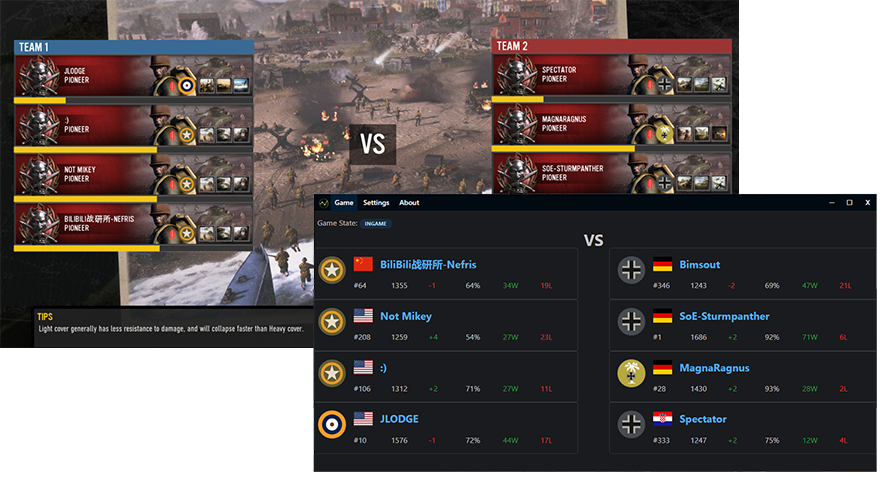 TEAM 1
JLODGE
PIONEER
:)
PIONEER
NOT MIKEY
PIONEER
BILIBILI战研所-NEFRIS
PIONEER
VS
TEAM 2
SPECTATOR
PIONEER
MAGNARAGNUS
PIONEER
SOE-STURMPANTHER
PIONEER
TIPS
Light cover generally has less resistance to damage, and will collapse faster than Heavy cover.
Game Settings About
Game State: INGAME
VS
BiliBili战研所-Nefris
#64 1355 -1 64% 34W 19L
Not Mikey
#208 1259 +4 54% 27W 23L
:)
#106 1312 +2 71% 27W 11L
JLODGE
#10 1576 -1 72% 44W 17L
Bimsout
#346 1243 -2 69% 47W 21L
SoE-Sturmpanther
#1 1686 +2 92% 71W 6L
MagnaRagnus
#28 1430 +2 93% 28W 2L
Spectator
#333 1247 +2 75% 12W 4L